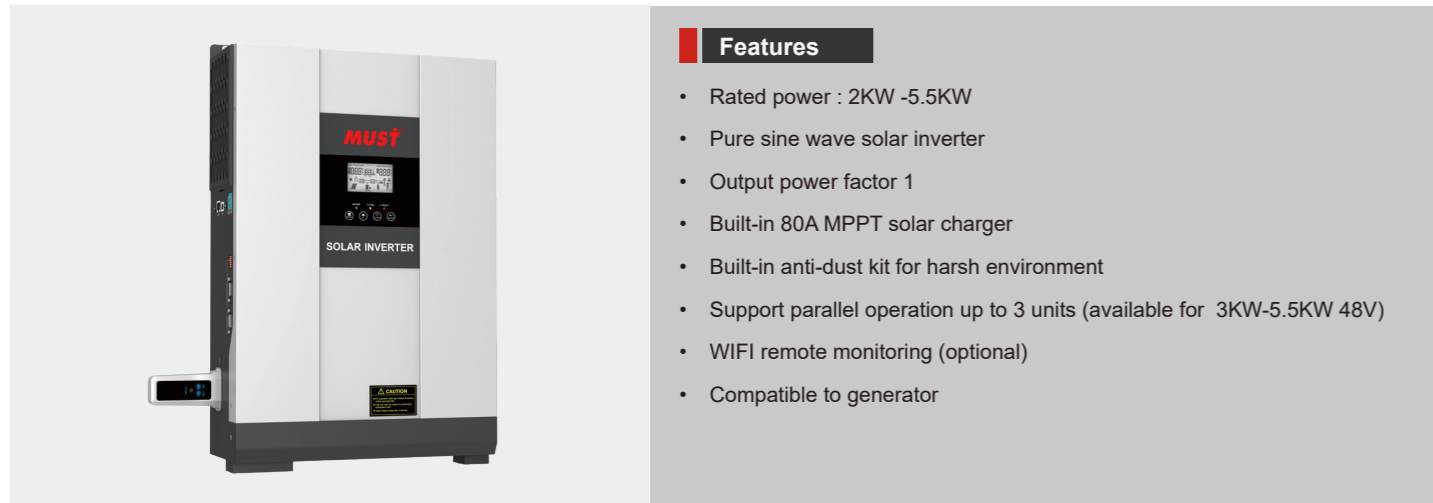 MUST
SOLAR INVERTER
CAUTION
Features
• Rated power : 2KW -5.5KW
• Pure sine wave solar inverter
• Output power factor 1
• Built-in 80A MPPT solar charger
• Built-in anti-dust kit for harsh environment
• Support parallel operation up to 3 units (available for 3KW-5.5KW 48V)
• WIFI remote monitoring (optional)
• Compatible to generator